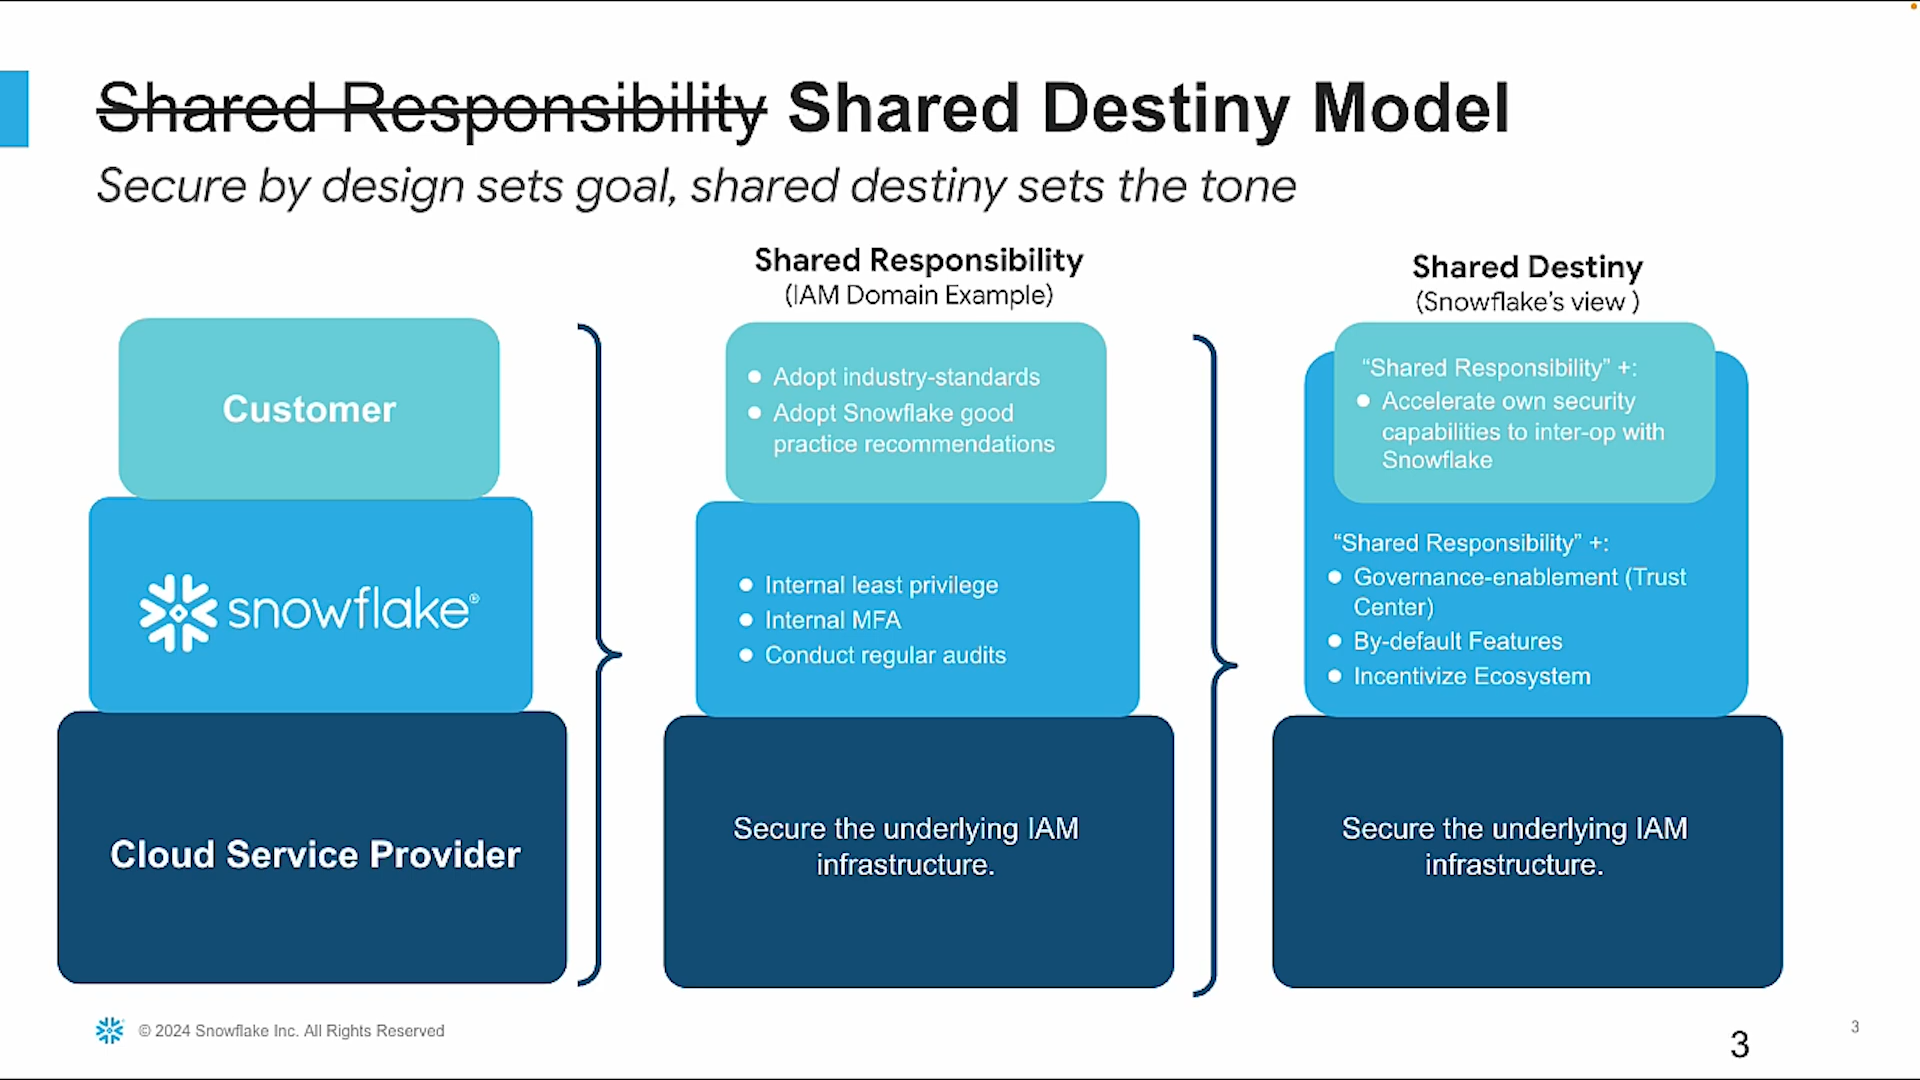 Shared Responsibility Shared Destiny Model
Secure by design sets goal, shared destiny sets the tone
Customer
snowflake®
Cloud Service Provider
Shared Responsibility
(IAM Domain Example)
● Adopt industry-standards
● Adopt Snowflake good
practice recommendations
● Internal least privilege
● Internal MFA
● Conduct regular audits
Secure the underlying IAM
infrastructure.
Shared Destiny
(Snowflake's view )
“Shared Responsibility” +:
● Accelerate own security
capabilities to inter-op with
Snowflake
“Shared Responsibility” +:
● Governance-enablement (Trust
Center)
● By-default Features
● Incentivize Ecosystem
Secure the underlying IAM
infrastructure.
© 2024 Snowflake Inc. All Rights Reserved
3
3